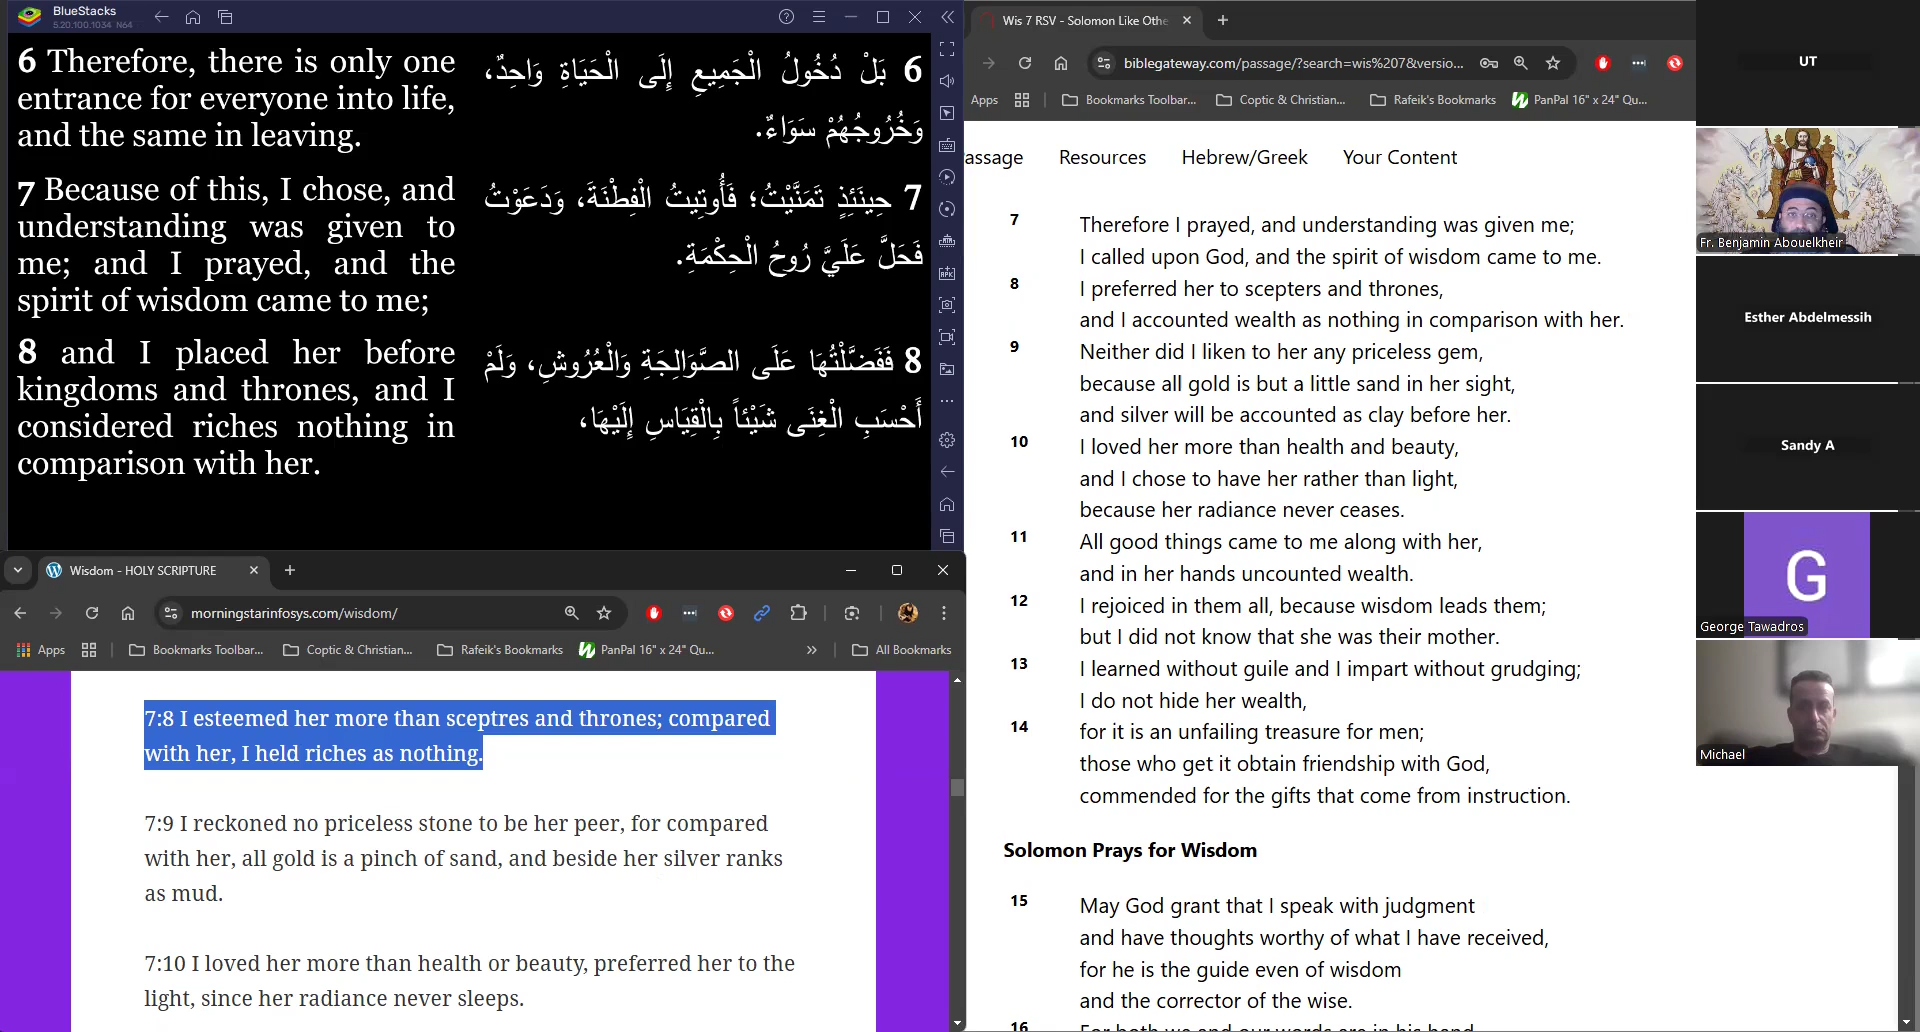 BlueStacks
5.20.100.1034 N64
6 Therefore, there is only one
entrance for everyone into life,
and the same in leaving.
7 Because of this, I chose, and
understanding was given to
me; and I prayed, and the
spirit of wisdom came to me;
8 and I placed her before
kingdoms and thrones, and I
considered riches nothing in
comparison with her.
6 بَلْ دُخُولُ الْجَمِيعِ إِلَى الْحَيَاةِ وَاحِدٌ،
وَخُرُوجُهُمْ سَوَاءٌ.
7 حِينَئِذٍ تَمَنَّيْتُ؛ فَأُوتِيتُ الْفِطْنَةَ، وَدَعَوْتُ
فَحَلَّ عَلَيَّ رُوحُ الْحِكْمَةِ.
8 فَفَضَّلْتُهَا عَلَى الصَّوَالِجَةِ وَالْعُرُوشِ، وَلَمْ
أَحْسَبِ الْغِنَى شَيْئاً بِالْقِيَاسِ إِلَيْهَا،
Wisdom - HOLY SCRIPTURE
morningstarinfosys.com/wisdom/
Apps
Bookmarks Toolbar...
Coptic & Christian...
Rafeik's Bookmarks
PanPal 16" x 24" Qu...
All Bookmarks
7:8 I esteemed her more than sceptres and thrones; compared
with her, I held riches as nothing.
7:9 I reckoned no priceless stone to be her peer, for compared
with her, all gold is a pinch of sand, and beside her silver ranks
as mud.
7:10 I loved her more than health or beauty, preferred her to the
light, since her radiance never sleeps.
Wis 7 RSV - Solomon Like Othe
biblegateway.com/passage/?search=wis%207&versio...
Apps
Bookmarks Toolbar...
Coptic & Christian...
Rafeik's Bookmarks
PanPal 16" x 24" Qu...
assage
Resources
Hebrew/Greek
Your Content
7 Therefore I prayed, and understanding was given me;
I called upon God, and the spirit of wisdom came to me.
8 I preferred her to scepters and thrones,
and I accounted wealth as nothing in comparison with her.
9 Neither did I liken to her any priceless gem,
because all gold is but a little sand in her sight,
and silver will be accounted as clay before her.
10 I loved her more than health and beauty,
and I chose to have her rather than light,
because her radiance never ceases.
11 All good things came to me along with her,
and in her hands uncounted wealth.
12 I rejoiced in them all, because wisdom leads them;
but I did not know that she was their mother.
13 I learned without guile and I impart without grudging;
I do not hide her wealth,
14 for it is an unfailing treasure for men;
those who get it obtain friendship with God,
commended for the gifts that come from instruction.
Solomon Prays for Wisdom
15 May God grant that I speak with judgment
and have thoughts worthy of what I have received,
for he is the guide even of wisdom
and the corrector of the wise.
16 For both we and our words are in his hand
UT
Fr. Benjamin Abouelkheir
Esther Abdelmessih
Sandy A
G
George Tawadros
Michael